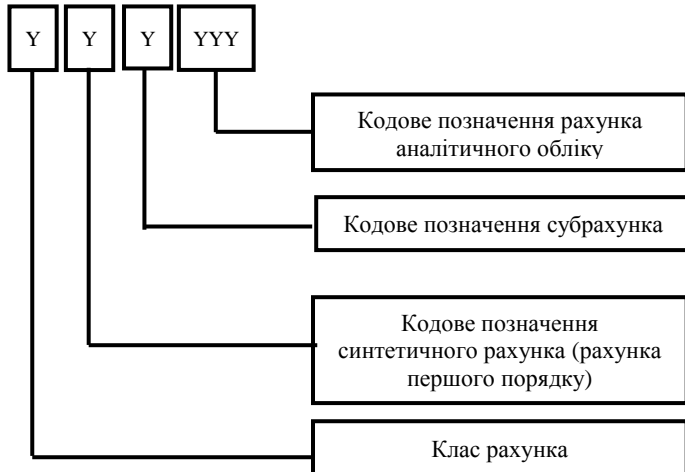 Y Y Y YYY
Кодове позначення рахунка
аналітичного обліку
Кодове позначення субрахунка
Кодове позначення
синтетичного рахунка (рахунка
першого порядку)
Клас рахунка